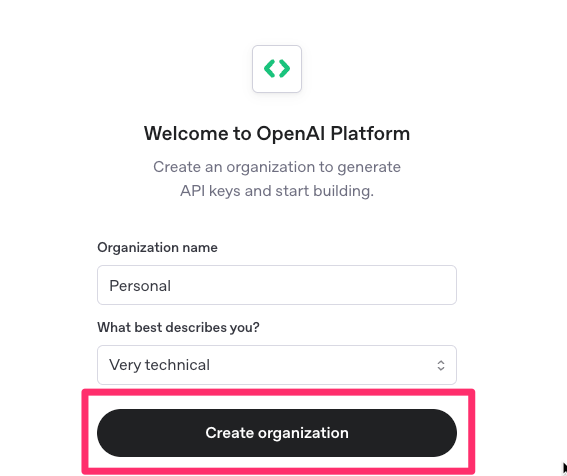 Welcome to OpenAI Platform
Create an organization to generate
API keys and start building.
Organization name
Personal
What best describes you?
Very technical
Create organization